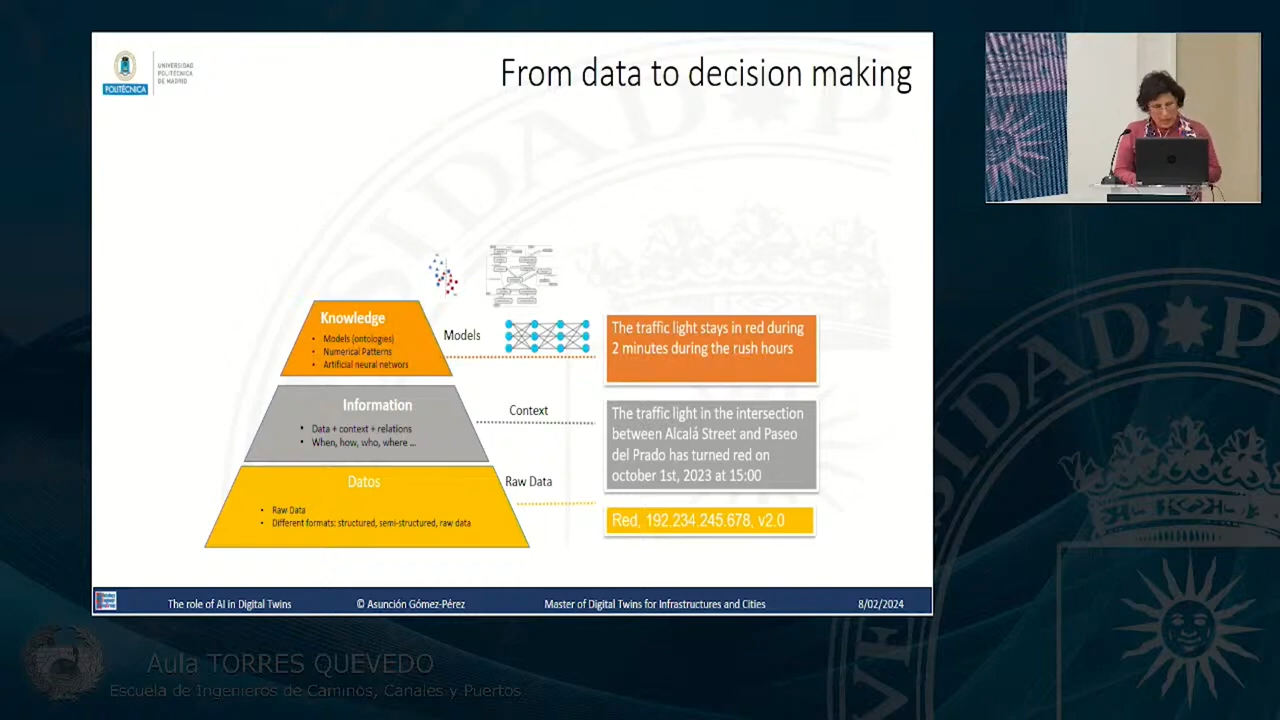 UNIVERSIDAD
POLITÉCNICA
DE MADRID
POLITÉCNICA
From data to decision making
Knowledge
• Models (ontologies)
• Numerical Patterns
• Artificial neural networs
Models
The traffic light stays in red during
2 minutes during the rush hours
Information
• Data + context + relations
• When, how, who, where ...
Context
The traffic light in the intersection
between Alcalá Street and Paseo
del Prado has turned red on
october 1st, 2023 at 15:00
Datos
• Raw Data
• Different formats: structured, semi-structured, raw data
Raw Data
Red, 192.234.245.678, v2.0
The role of AI in Digital Twins
© Asunción Gómez-Pérez
Master of Digital Twins for Infrastructures and Cities
8/02/2024
Aula TORRES QUEVEDO
Escuela de Ingenieros de Caminos, Canales y Puertos